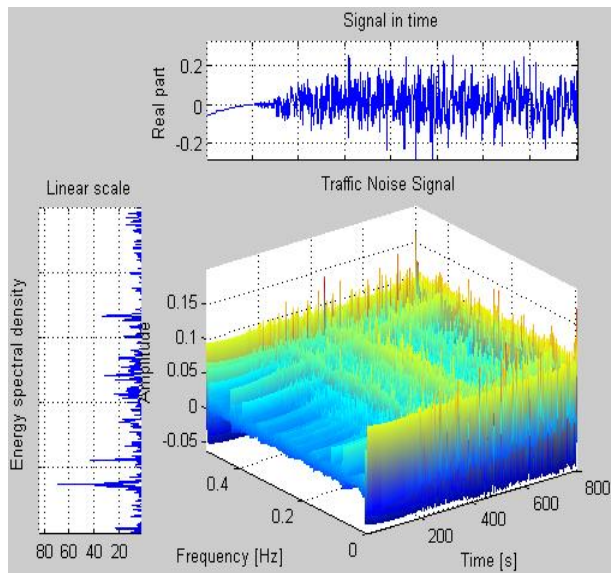 Signal in time
Real part
0.2
0
-0.2
Linear scale
Energy spectral density
80 60 40 20
Traffic Noise Signal
Amplitude
0.15
0.1
0.05
0
-0.05
0.4
0.2
0
Frequency [Hz]
200
400
600
800
Time [s]